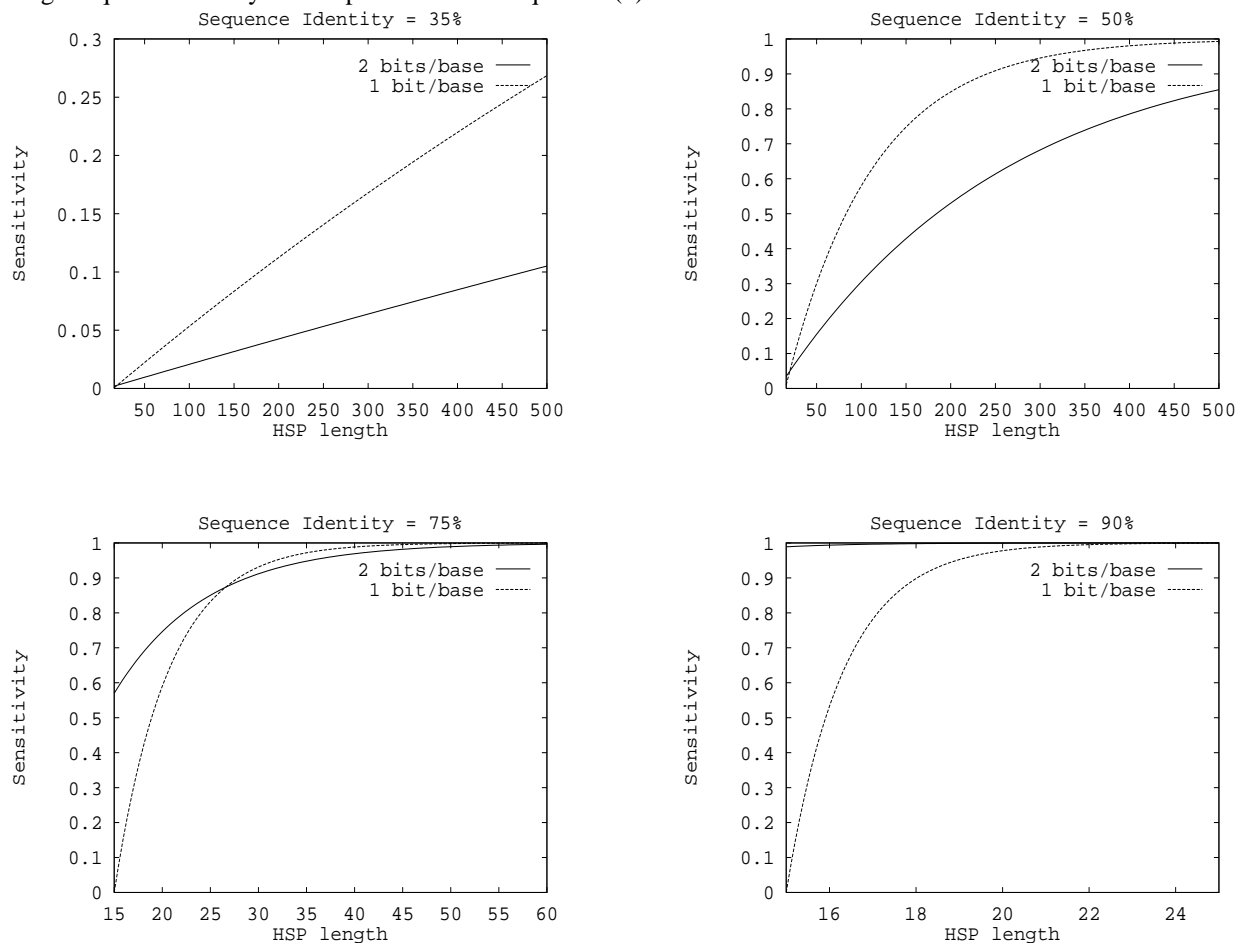 Sequence Identity = 35%
0.3
0.25
0.2
0.15
0.1
0.05
0
Sensitivity
2 bits/base
1 bit/base
50 100 150 200 250 300 350 400 450 500
HSP length
Sequence Identity = 50%
1
0.9
0.8
0.7
0.6
0.5
0.4
0.3
0.2
0.1
0
Sensitivity
2 bits/base
1 bit/base
50 100 150 200 250 300 350 400 450 500
HSP length
Sequence Identity = 75%
1
0.9
0.8
0.7
0.6
0.5
0.4
0.3
0.2
0.1
0
Sensitivity
2 bits/base
1 bit/base
15 20 25 30 35 40 45 50 55 60
HSP length
Sequence Identity = 90%
1
0.9
0.8
0.7
0.6
0.5
0.4
0.3
0.2
0.1
0
Sensitivity
2 bits/base
1 bit/base
16 18 20 22 24
HSP length